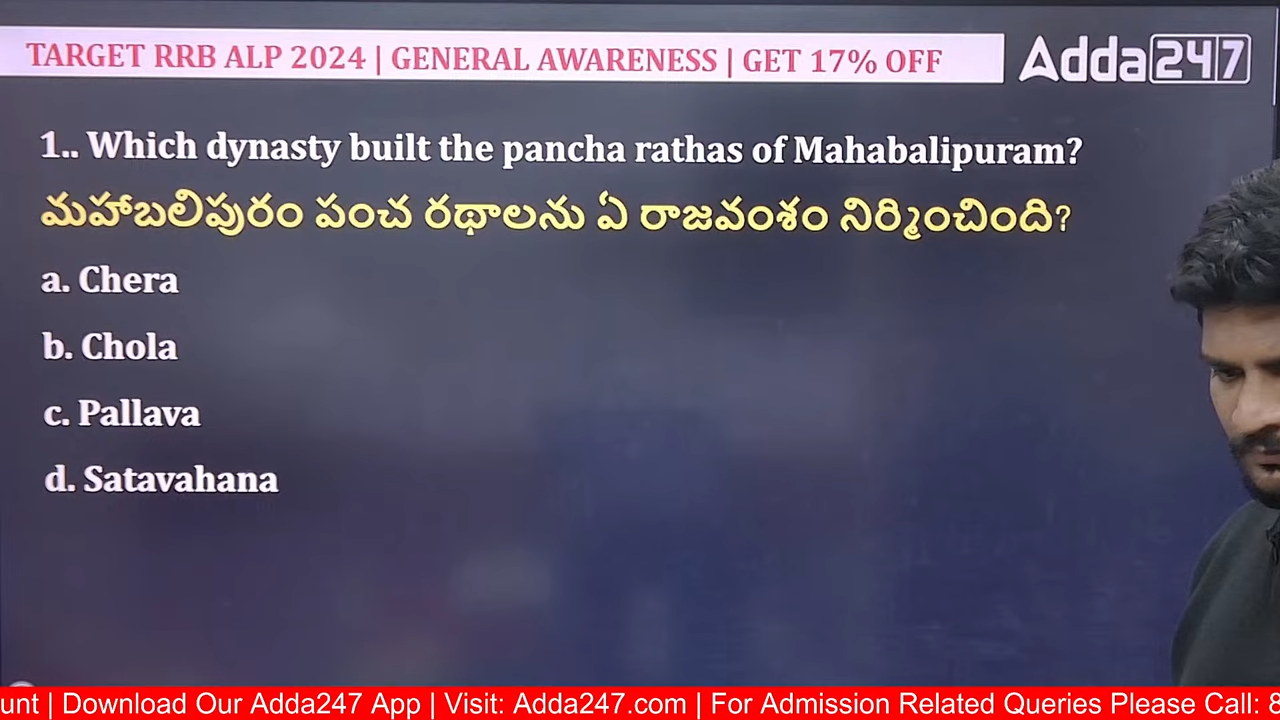 TARGET RRB ALP 2024 | GENERAL AWARENESS | GET 17% OFF
Adda247
1.. Which dynasty built the pancha rathas of Mahabalipuram?
మహాబలిపురం పంచ రథాలను ఏ రాజవంశం నిర్మించింది?
a. Chera
b. Chola
c. Pallava
d. Satavahana
unt | Download Our Adda247 App | Visit: Adda247.com | For Admission Related Queries Please Call: 8